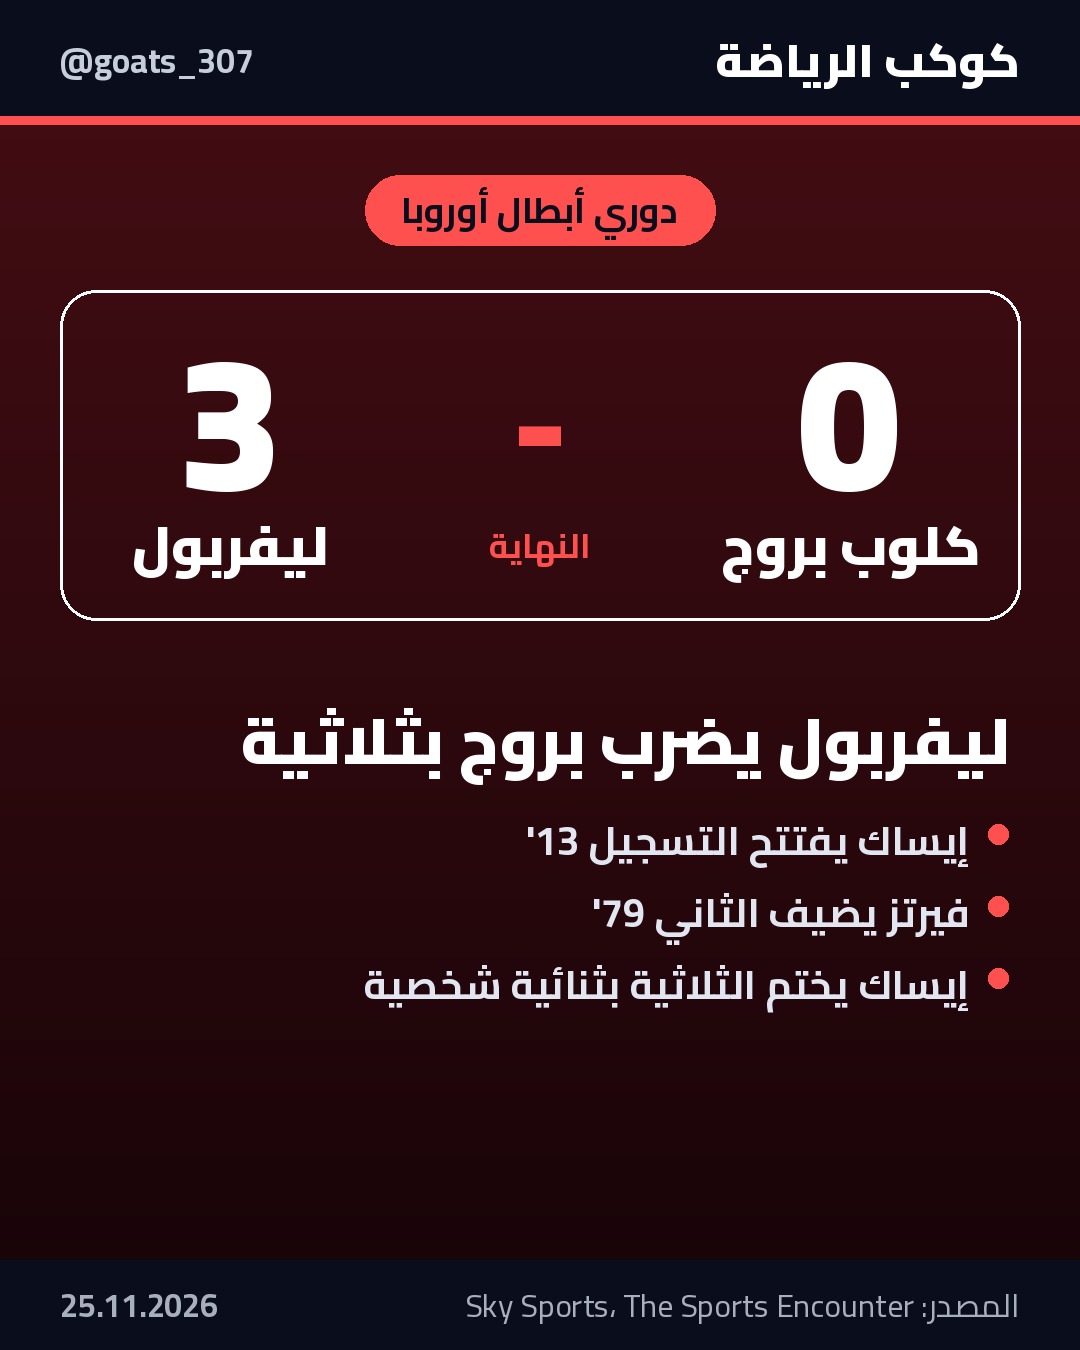 كوكب الرياضة
@goats_307
دوري أبطال أوروبا
0 - 3
كلوب بروج
النهاية
ليفربول
ليفربول يضرب بروج بثلاثية
إيساك يفتتح التسجيل 13'
فيرتز يضيف الثاني 79'
إيساك يختم الثلاثية بثنائية شخصية
المصدر: Sky Sports، The Sports Encounter
25.11.2026